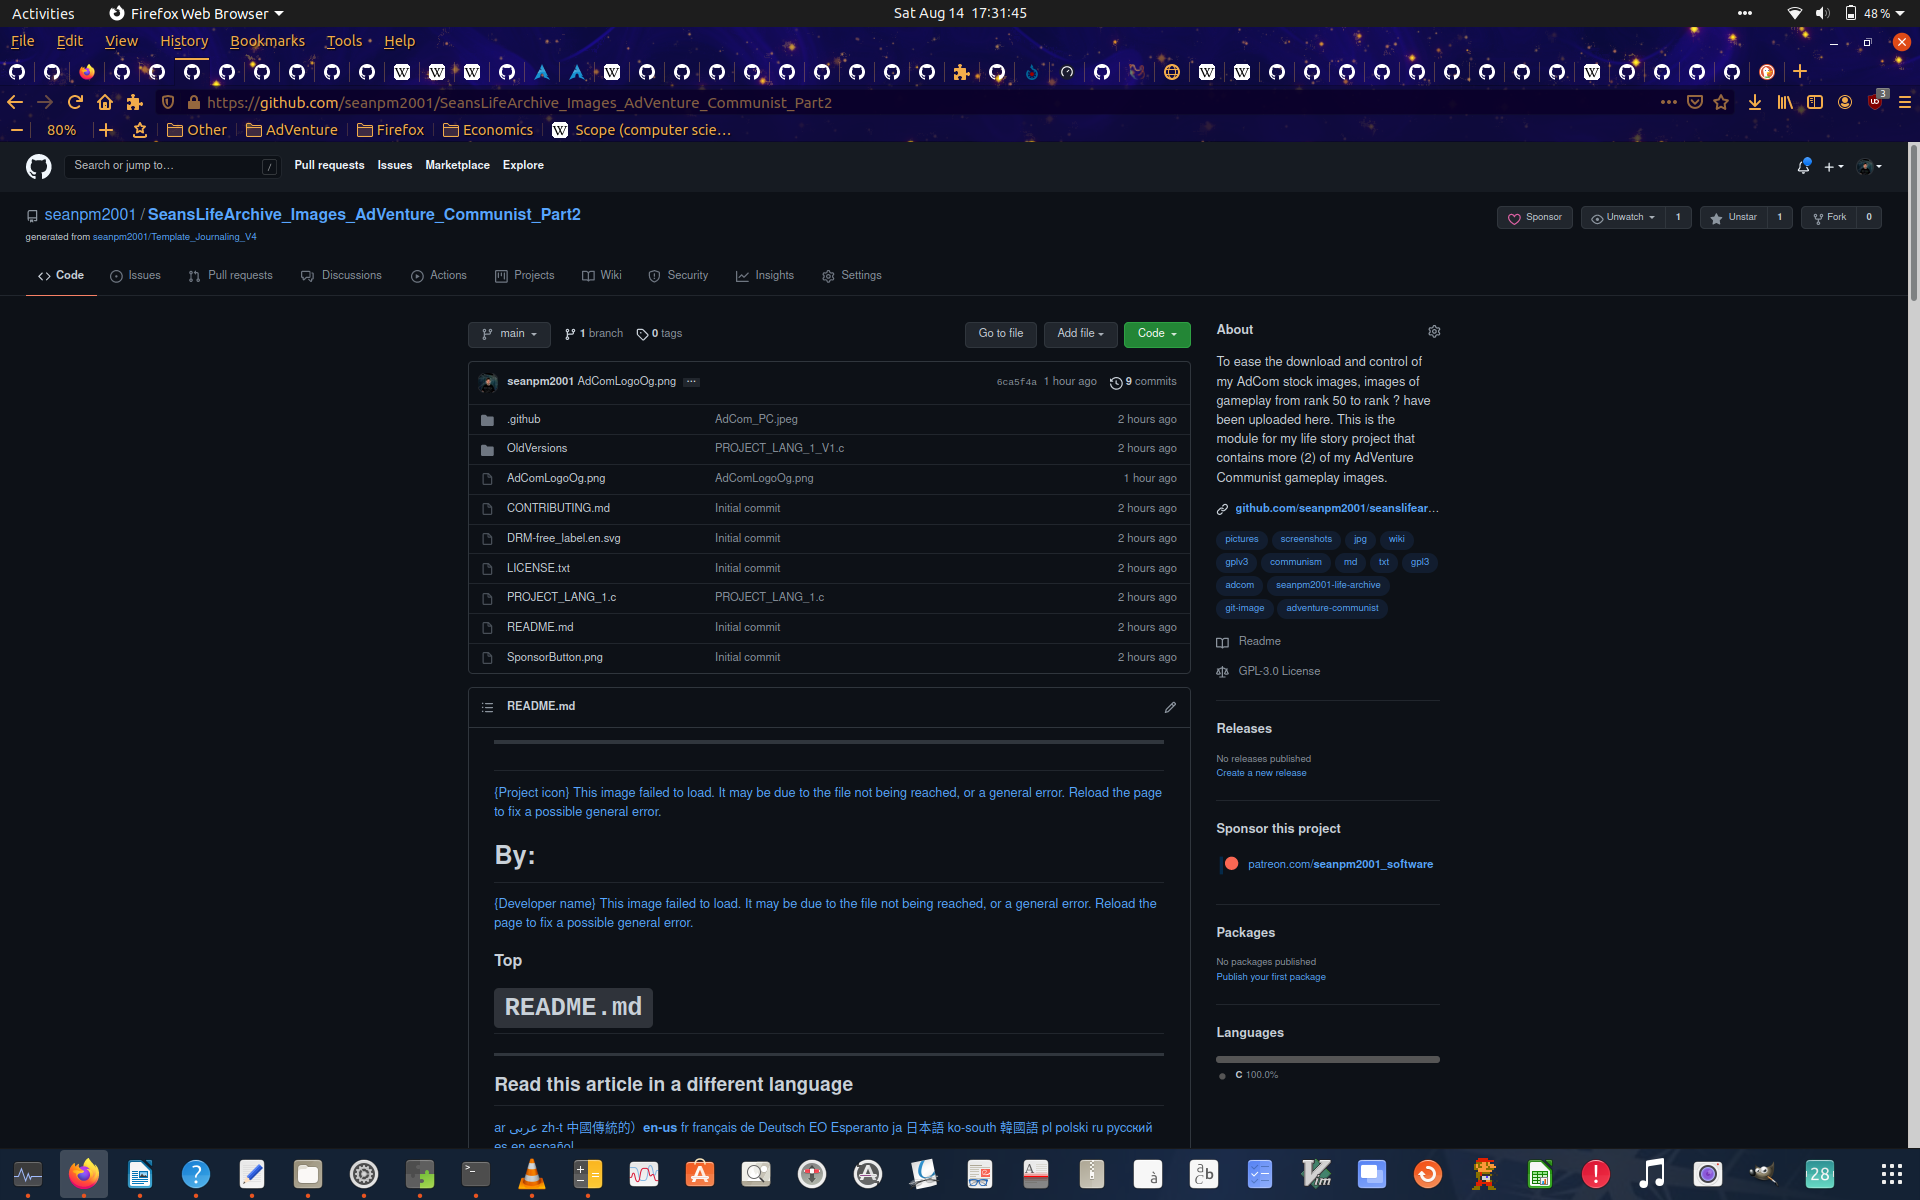 Activities Firefox Web Browser Sat Aug 14 17:31:45 48 %
File Edit View History Bookmarks Tools Help
https://github.com/seanpm2001/SeansLifeArchive_Images_AdVenture_Communist_Part2 3
80% Other AdVenture Firefox Economics Scope (computer scie…
Search or jump to… / Pull requests Issues Marketplace Explore
seanpm2001 / SeansLifeArchive_Images_AdVenture_Communist_Part2 Sponsor Unwatch 1 Unstar 1 Fork 0
generated from seanpm2001/Template_Journaling_V4
Code Issues Pull requests Discussions Actions Projects Wiki Security Insights Settings
main 1 branch 0 tags Go to file Add file Code
seanpm2001 AdComLogoOg.png ... 6ca5f4a 1 hour ago 9 commits
.github AdCom_PC.jpeg 2 hours ago
OldVersions PROJECT_LANG_1_V1.c 2 hours ago
AdComLogoOg.png AdComLogoOg.png 1 hour ago
CONTRIBUTING.md Initial commit 2 hours ago
DRM-free_label.en.svg Initial commit 2 hours ago
LICENSE.txt Initial commit 2 hours ago
PROJECT_LANG_1.c PROJECT_LANG_1.c 2 hours ago
README.md Initial commit 2 hours ago
SponsorButton.png Initial commit 2 hours ago
README.md
{Project icon} This image failed to load. It may be due to the file not being reached, or a general error. Reload the page
to fix a possible general error.
By:
{Developer name} This image failed to load. It may be due to the file not being reached, or a general error. Reload the
page to fix a possible general error.
Top
README.md
Read this article in a different language
ar عربى zh-t 中國傳統的） en-us fr français de Deutsch EO Esperanto ja 日本語 ko-south 韓國語 pl polski ru русский
es en español
About
To ease the download and control of
my AdCom stock images, images of
gameplay from rank 50 to rank ? have
been uploaded here. This is the
module for my life story project that
contains more (2) of my AdVenture
Communist gameplay images.
github.com/seanpm2001/seanslifear…
pictures screenshots jpg wiki
gplv3 communism md txt gpl3
adcom seanpm2001-life-archive
git-image adventure-communist
Readme
GPL-3.0 License
Releases
No releases published
Create a new release
Sponsor this project
patreon.com/seanpm2001_software
Packages
No packages published
Publish your first package
Languages
C 100.0%
28